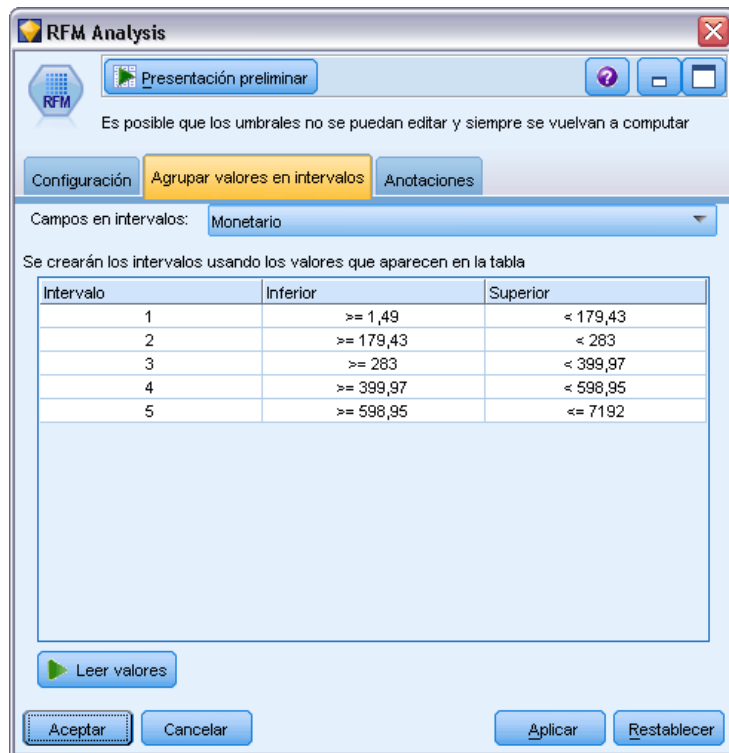 RFM Analysis
RFM
Presentación preliminar
?
Es posible que los umbrales no se puedan editar y siempre se vuelvan a computar
Configuración Agrupar valores en intervalos Anotaciones
Campos en intervalos: Monetario
Se crearán los intervalos usando los valores que aparecen en la tabla
Intervalo Inferior Superior
1 >= 1,49 < 179,43
2 >= 179,43 < 283
3 >= 283 < 399,97
4 >= 399,97 < 598,95
5 >= 598,95 <= 7192
Leer valores
Aceptar Cancelar Aplicar Restablecer